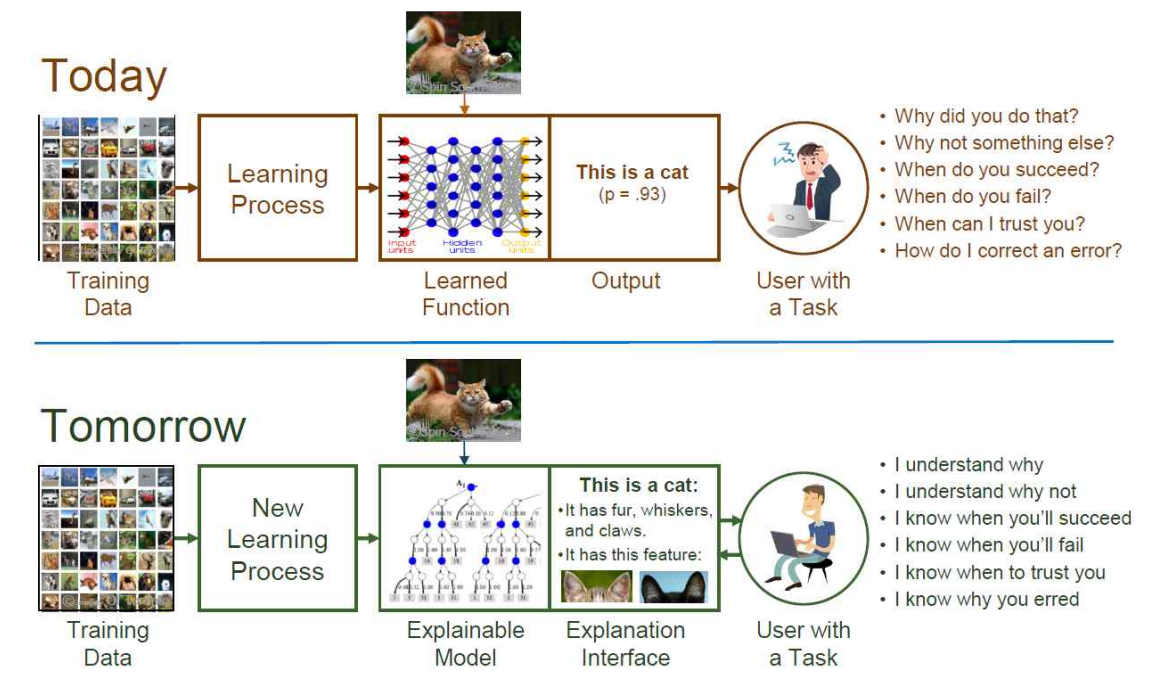 Today
Learning
Process
This is a cat
(p = .93)
Input
units
Hidden
units
Output
units
Training
Data
Learned
Function
Output
User with
a Task
• Why did you do that?
• Why not something else?
• When do you succeed?
• When do you fail?
• When can I trust you?
• How do I correct an error?
Tomorrow
New
Learning
Process
This is a cat:
•It has fur, whiskers,
and claws.
•It has this feature:
Training
Data
Explainable
Model
Explanation
Interface
User with
a Task
• I understand why
• I understand why not
• I know when you'll succeed
• I know when you'll fail
• I know when to trust you
• I know why you erred